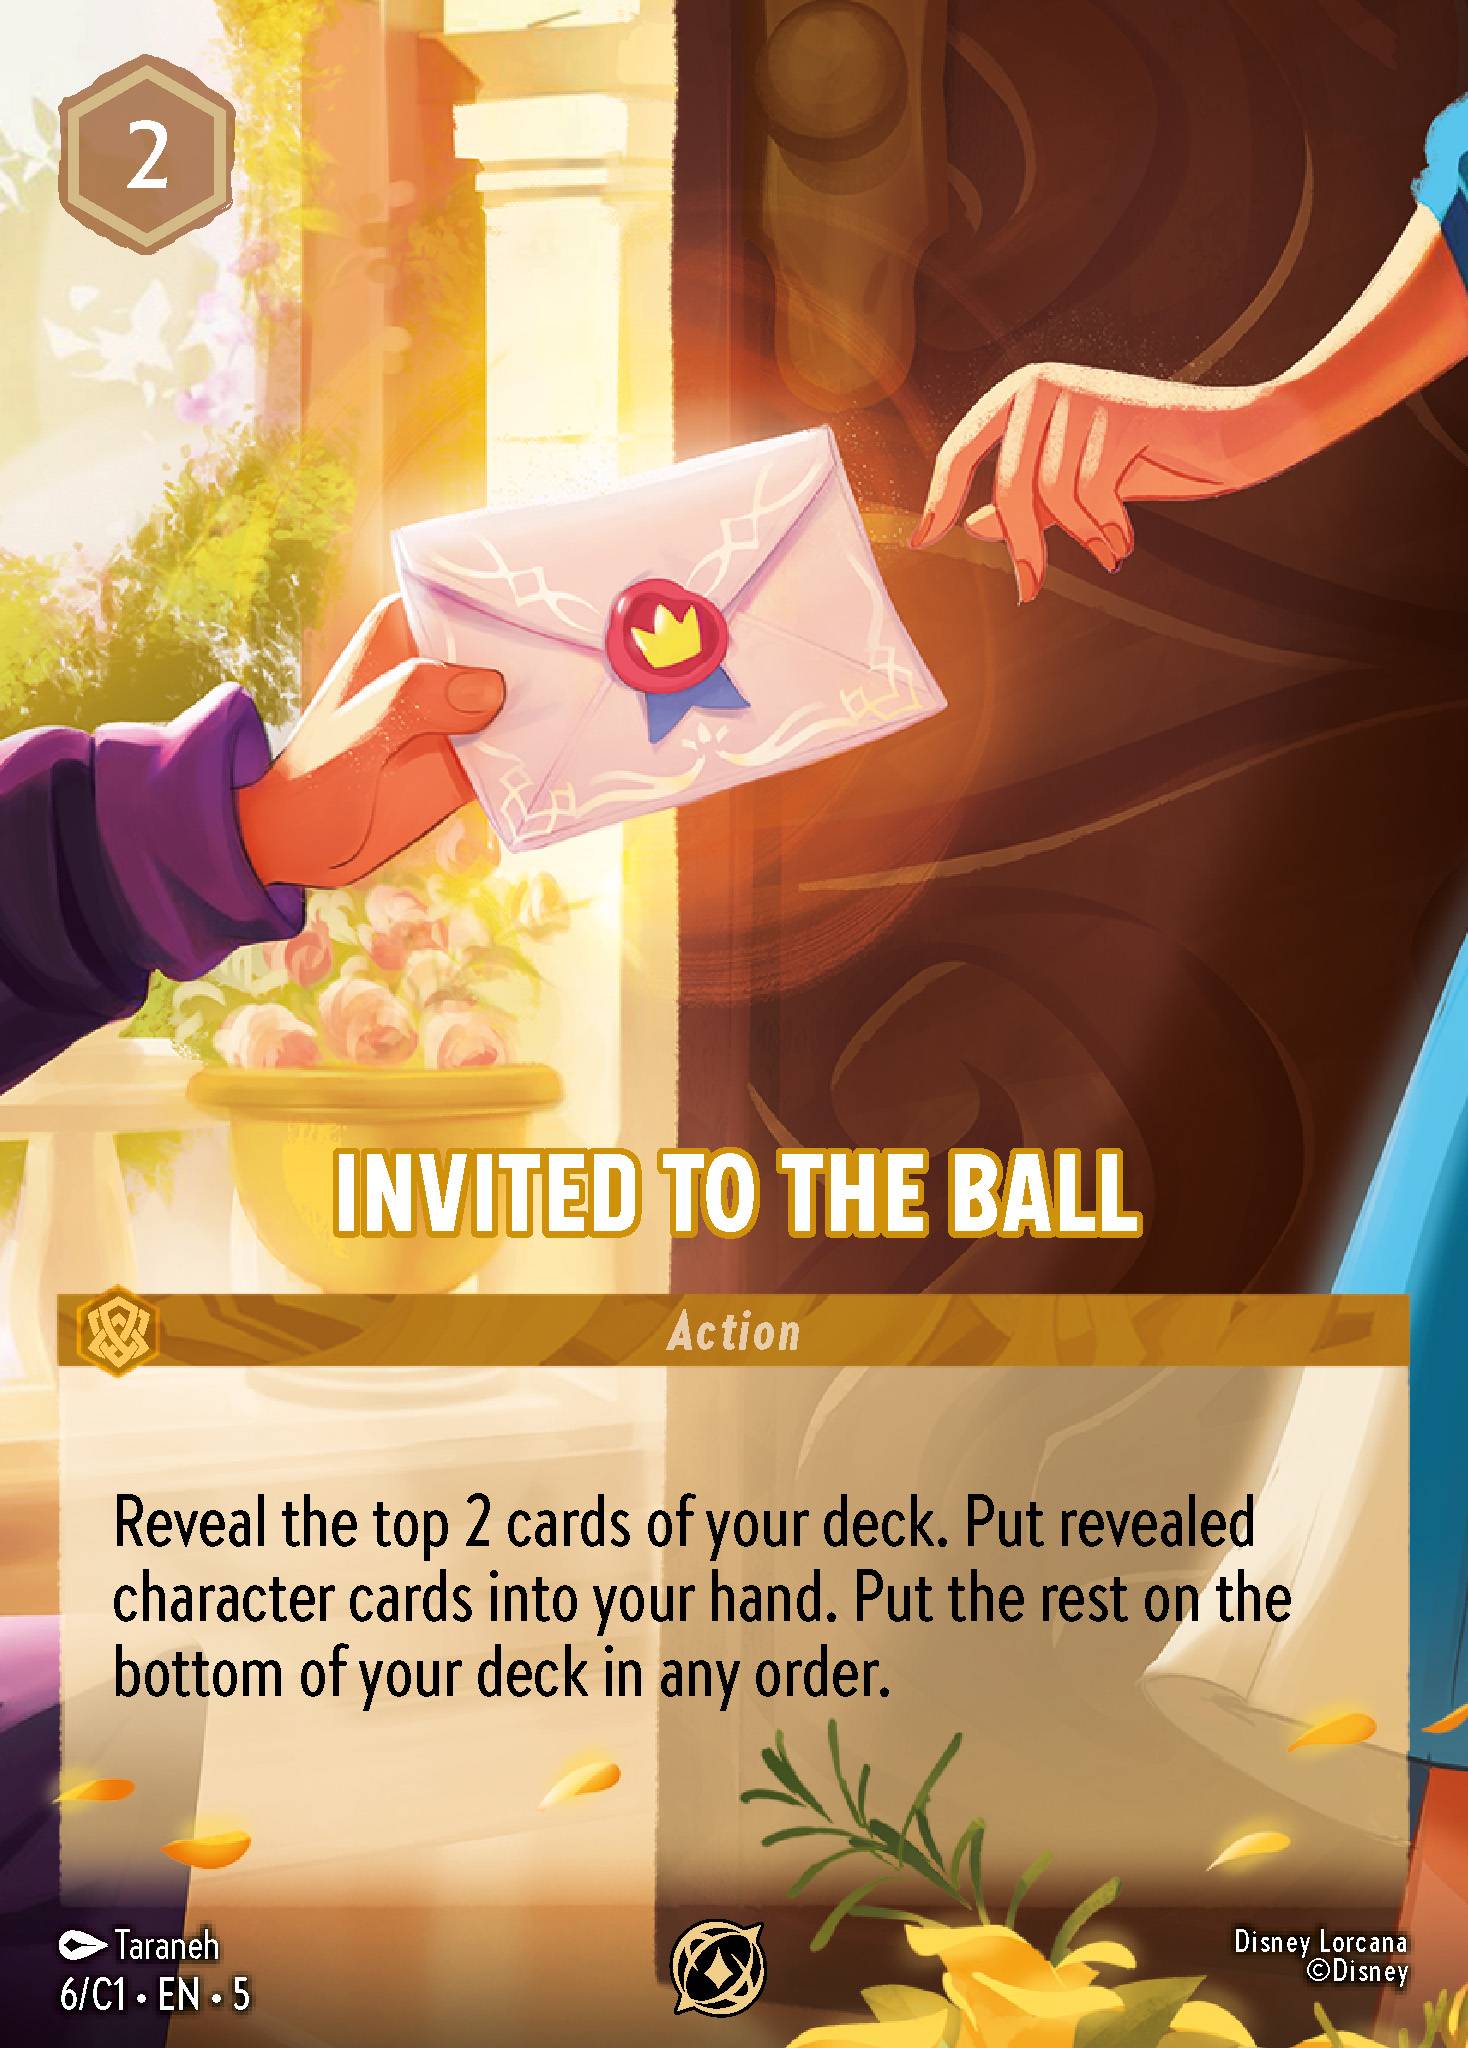 2
INVITED TO THE BALL
Action
Reveal the top 2 cards of your deck. Put revealed
character cards into your hand. Put the rest on the
bottom of your deck in any order.
Taraneh
6/C1 • EN • 5
Disney Lorcana
©Disney